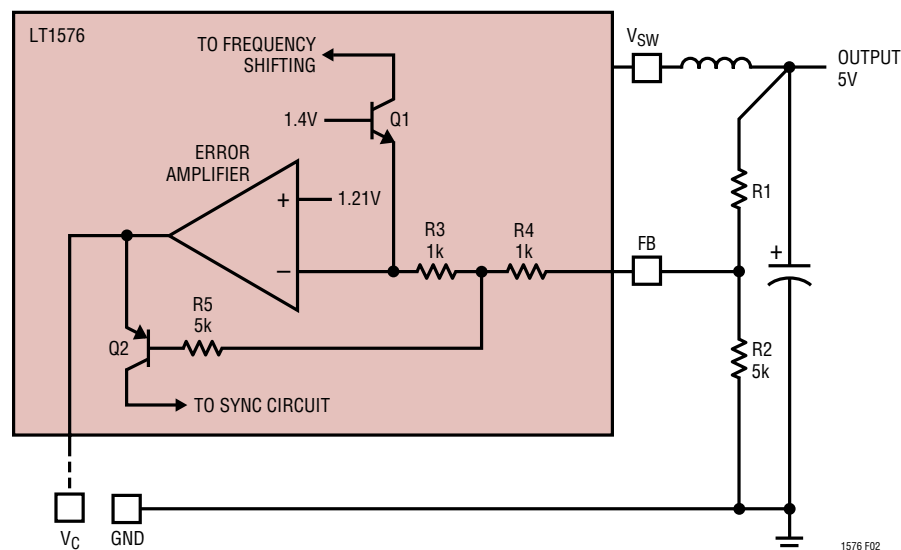 LT1576
TO FREQUENCY
SHIFTING
VSW
OUTPUT
5V
1.4V
Q1
ERROR
AMPLIFIER
+
1.21V
R1
R3
1k
R4
1k
FB
–
+
R5
5k
Q2
R2
5k
TO SYNC CIRCUIT
VC
GND
1576 F02